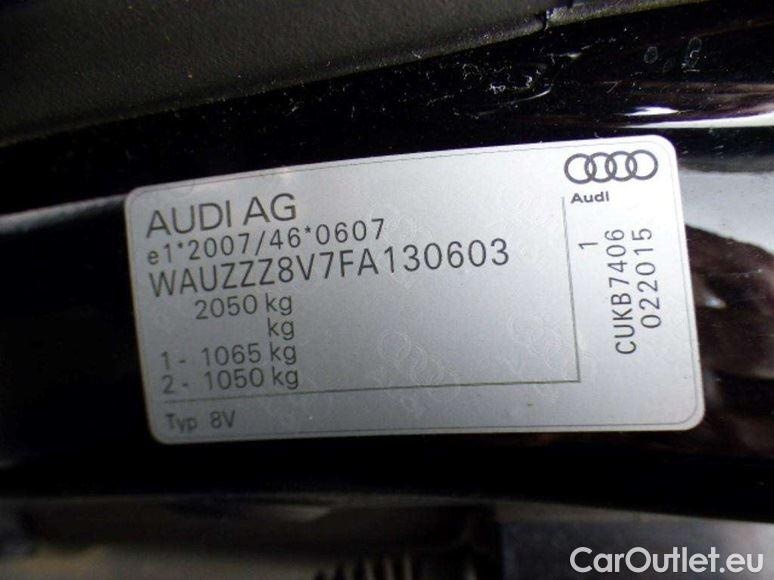 AUDI AG
e1*2007/46*0607
WAUZZZ8V7FA130603
2050 kg
kg
1 - 1065 kg
2 - 1050 kg
Typ 8V
Audi
1
CUKB7406
022015
CarOutlet.eu